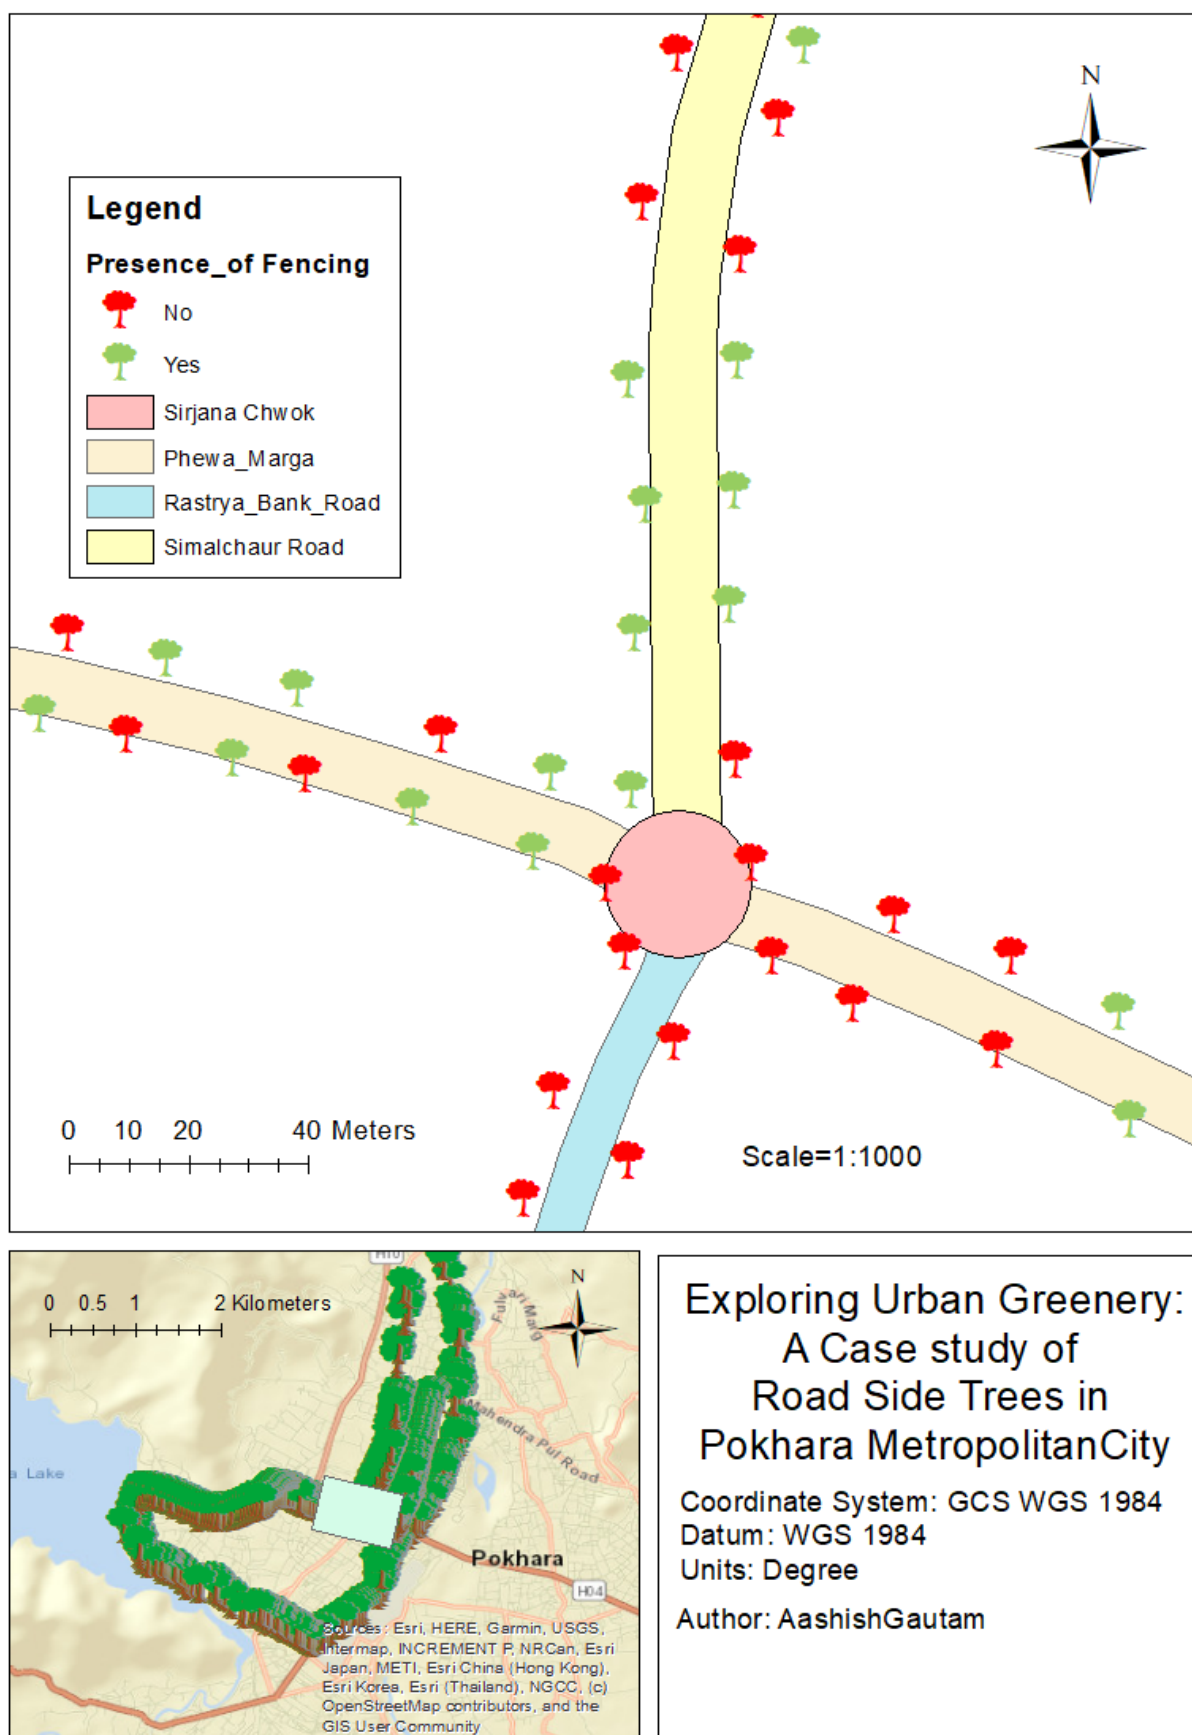 N
Legend
Presence_of Fencing
No
Yes
Sirjana Chwok
Phewa_Marga
Rastrya_Bank_Road
Simalchaur Road
0 10 20 40 Meters
Scale=1:1000
H10
0 0.5 1 2 Kilometers
N
Mahendra Pul Road
a Lake
Pokhara
H04
Sources: Esri, HERE, Garmin, USGS,
Intermap, INCREMENT P, NRCan, Esri
Japan, METI, Esri China (Hong Kong),
Esri Korea, Esri (Thailand), NGCC, (c)
OpenStreetMap contributors, and the
GIS User Community
Exploring Urban Greenery:
A Case study of
Road Side Trees in
Pokhara MetropolitanCity
Coordinate System: GCS WGS 1984
Datum: WGS 1984
Units: Degree
Author: AashishGautam